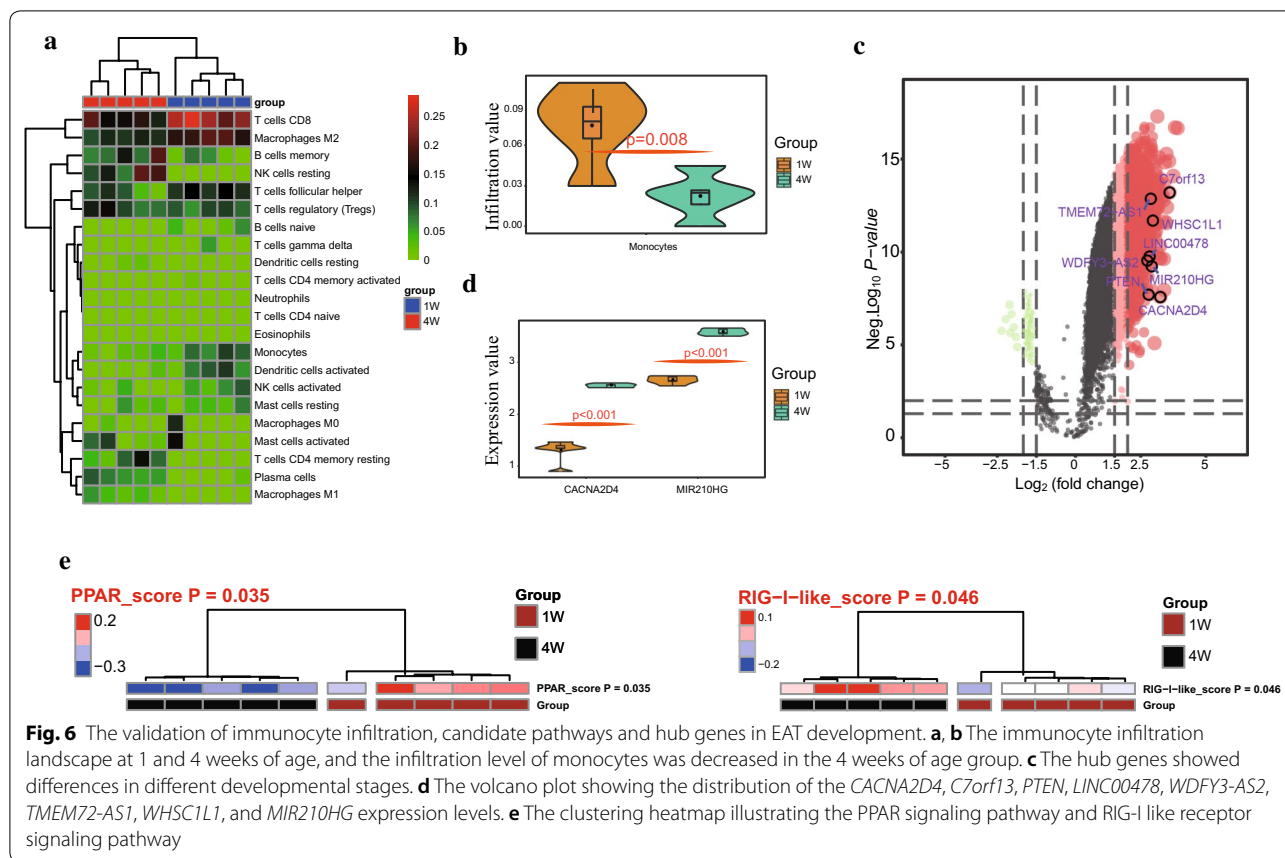 a
group
T cells CD8
Macrophages M2
B cells memory
NK cells resting
T cells follicular helper
T cells regulatory (Tregs)
B cells naive
T cells gamma delta
Dendritic cells resting
T cells CD4 memory activated
Neutrophils
T cells CD4 naive
Eosinophils
Monocytes
Dendritic cells activated
NK cells activated
Mast cells resting
Macrophages M0
Mast cells activated
T cells CD4 memory resting
Plasma cells
Macrophages M1
0.25
0.2
0.15
0.1
0.05
0
group
1W
4W
b
Infiltration value
0.09
0.06
0.03
0.00
p=0.008
Monocytes
Group
1W
4W
c
Neg.Log10 P-value
15
10
5
0
C7orf13
TMEM72-AS1
WHSC1L1
LINC00478
WDFY3-AS2
MIR210HG
PTEN
CACNA2D4
-5 -2.5 -1.5 0 1.5 2.5 5
Log2 (fold change)
d
Expression value
3
2
1
p<0.001
p<0.001
CACNA2D4 MIR210HG
Group
1W
4W
e
PPAR_score P = 0.035
0.2
−0.3
Group
1W
4W
PPAR_score P = 0.035
Group
RIG−I−like_score P = 0.046
0.1
−0.2
Group
1W
4W
RIG−I−like_score P = 0.046
Group
Fig. 6 The validation of immunocyte infiltration, candidate pathways and hub genes in EAT development. a, b The immunocyte infiltration
landscape at 1 and 4 weeks of age, and the infiltration level of monocytes was decreased in the 4 weeks of age group. c The hub genes showed
differences in different developmental stages. d The volcano plot showing the distribution of the CACNA2D4, C7orf13, PTEN, LINC00478, WDFY3-AS2,
TMEM72-AS1, WHSC1L1, and MIR210HG expression levels. e The clustering heatmap illustrating the PPAR signaling pathway and RIG-I like receptor
signaling pathway